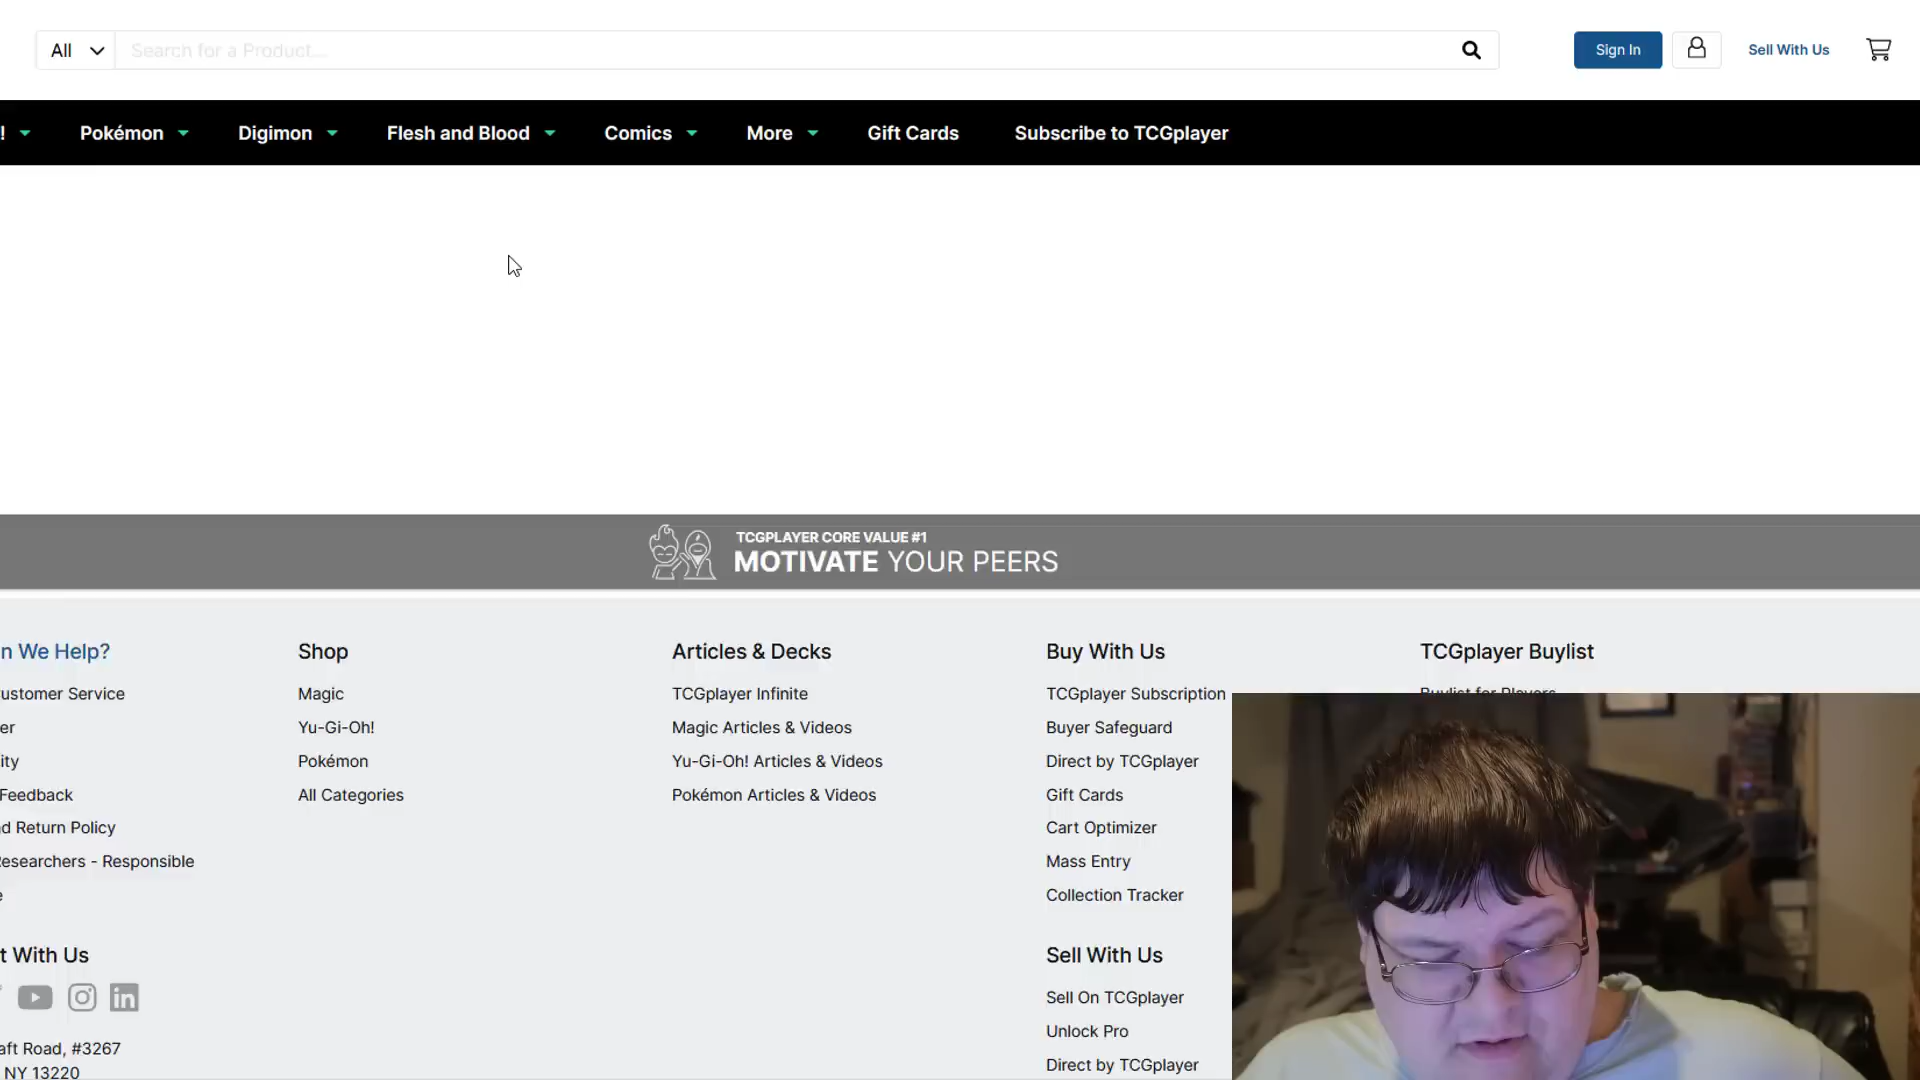 All
Search for a Product...
Sign In
Sell With Us
!
Pokémon
Digimon
Flesh and Blood
Comics
More
Gift Cards
Subscribe to TCGplayer
TCGPLAYER CORE VALUE #1
MOTIVATE YOUR PEERS
n We Help?
ustomer Service
er
ity
Feedback
d Return Policy
esearchers - Responsible
e
t With Us
aft Road, #3267
NY 13220
Shop
Magic
Yu-Gi-Oh!
Pokémon
All Categories
Articles & Decks
TCGplayer Infinite
Magic Articles & Videos
Yu-Gi-Oh! Articles & Videos
Pokémon Articles & Videos
Buy With Us
TCGplayer Subscription
Buyer Safeguard
Direct by TCGplayer
Gift Cards
Cart Optimizer
Mass Entry
Collection Tracker
Sell With Us
Sell On TCGplayer
Unlock Pro
Direct by TCGplayer
TCGplayer Buylist
Buylist for Players